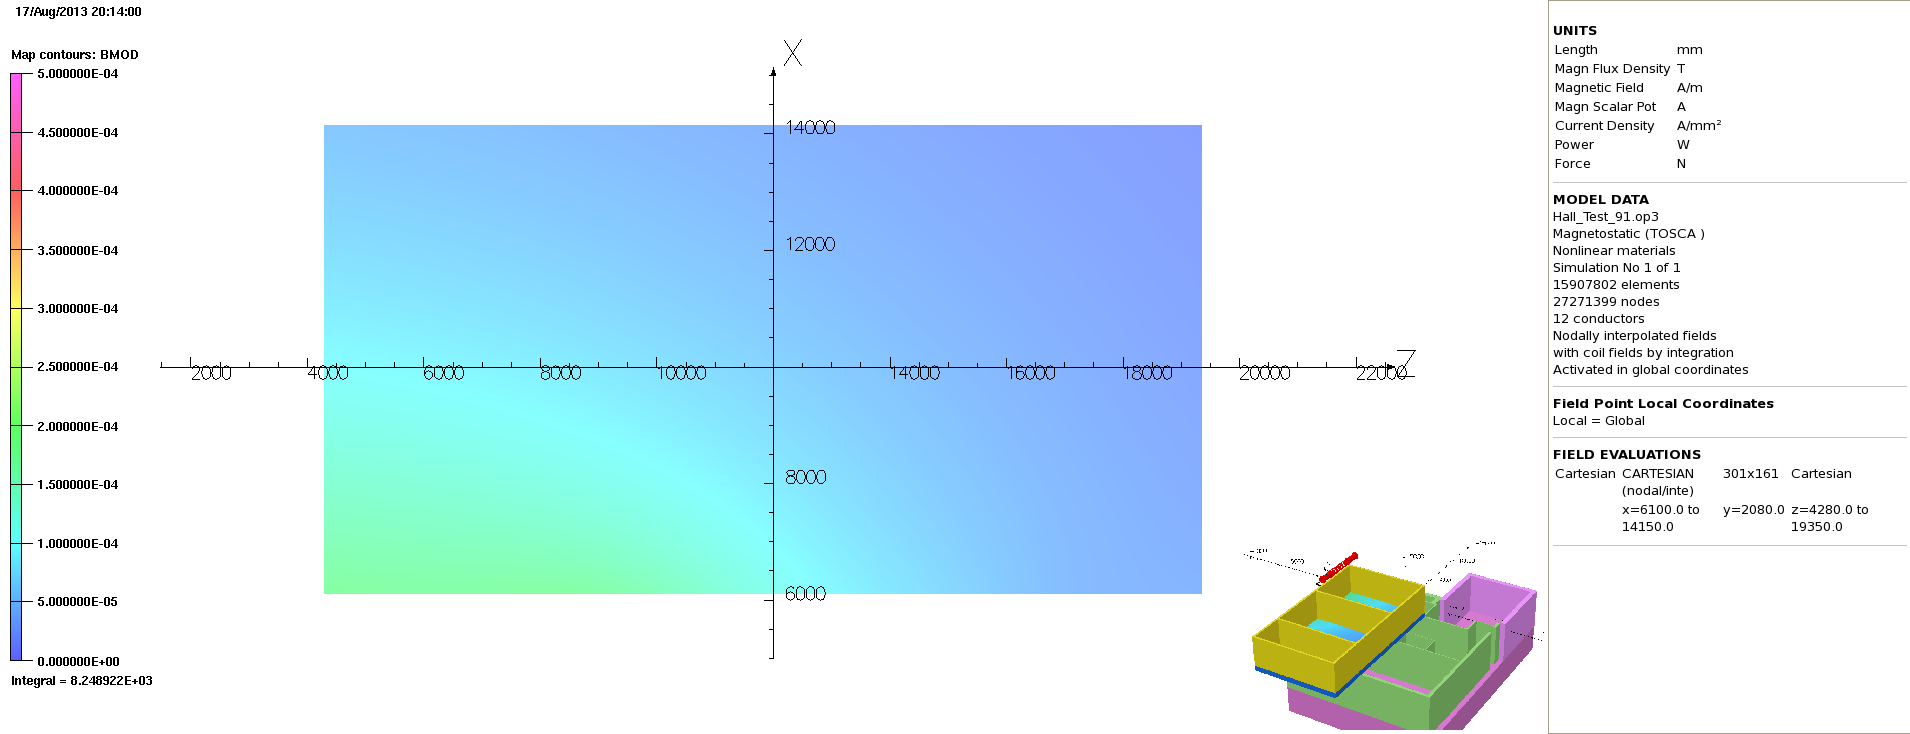 17/Aug/2013 20:14:00
Map contours: BMOD
5.000000E-04
4.500000E-04
4.000000E-04
3.500000E-04
3.000000E-04
2.500000E-04
2.000000E-04
1.500000E-04
1.000000E-04
5.000000E-05
0.000000E+00
Integral = 8.248922E+03
X
14000
12000
2000 4000 6000 8000 10000 14000 16000 18000 20000 22000 Z
8000
6000
UNITS
Length mm
Magn Flux Density T
Magnetic Field A/m
Magn Scalar Pot A
Current Density A/mm²
Power W
Force N
MODEL DATA
Hall_Test_91.op3
Magnetostatic (TOSCA )
Nonlinear materials
Simulation No 1 of 1
15907802 elements
27271399 nodes
12 conductors
Nodally interpolated fields
with coil fields by integration
Activated in global coordinates
Field Point Local Coordinates
Local = Global
FIELD EVALUATIONS
Cartesian CARTESIAN 301x161 Cartesian
(nodal/inte)
x=6100.0 to y=2080.0 z=4280.0 to
14150.0 19350.0